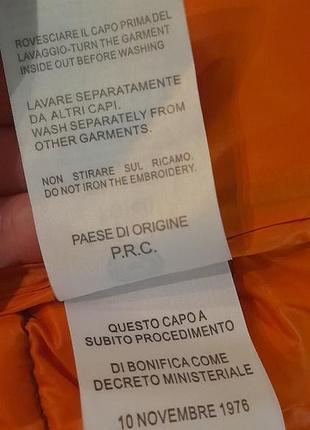 ROVESCIARE IL CAPO PRIMA DEL
LAVAGGIO-TURN THE GARMENT
INSIDE OUT BEFORE WASHING
LAVARE SEPARATAMENTE
DA ALTRI CAPI.
WASH SEPARATELY FROM
OTHER GARMENTS.
NON STIRARE SUL RICAMO.
DO NOT IRON THE EMBROIDERY.
PAESE DI ORIGINE
P.R.C.
QUESTO CAPO A
SUBITO PROCEDIMENTO
DI BONIFICA COME
DECRETO MINISTERIALE
10 NOVEMBRE 1976